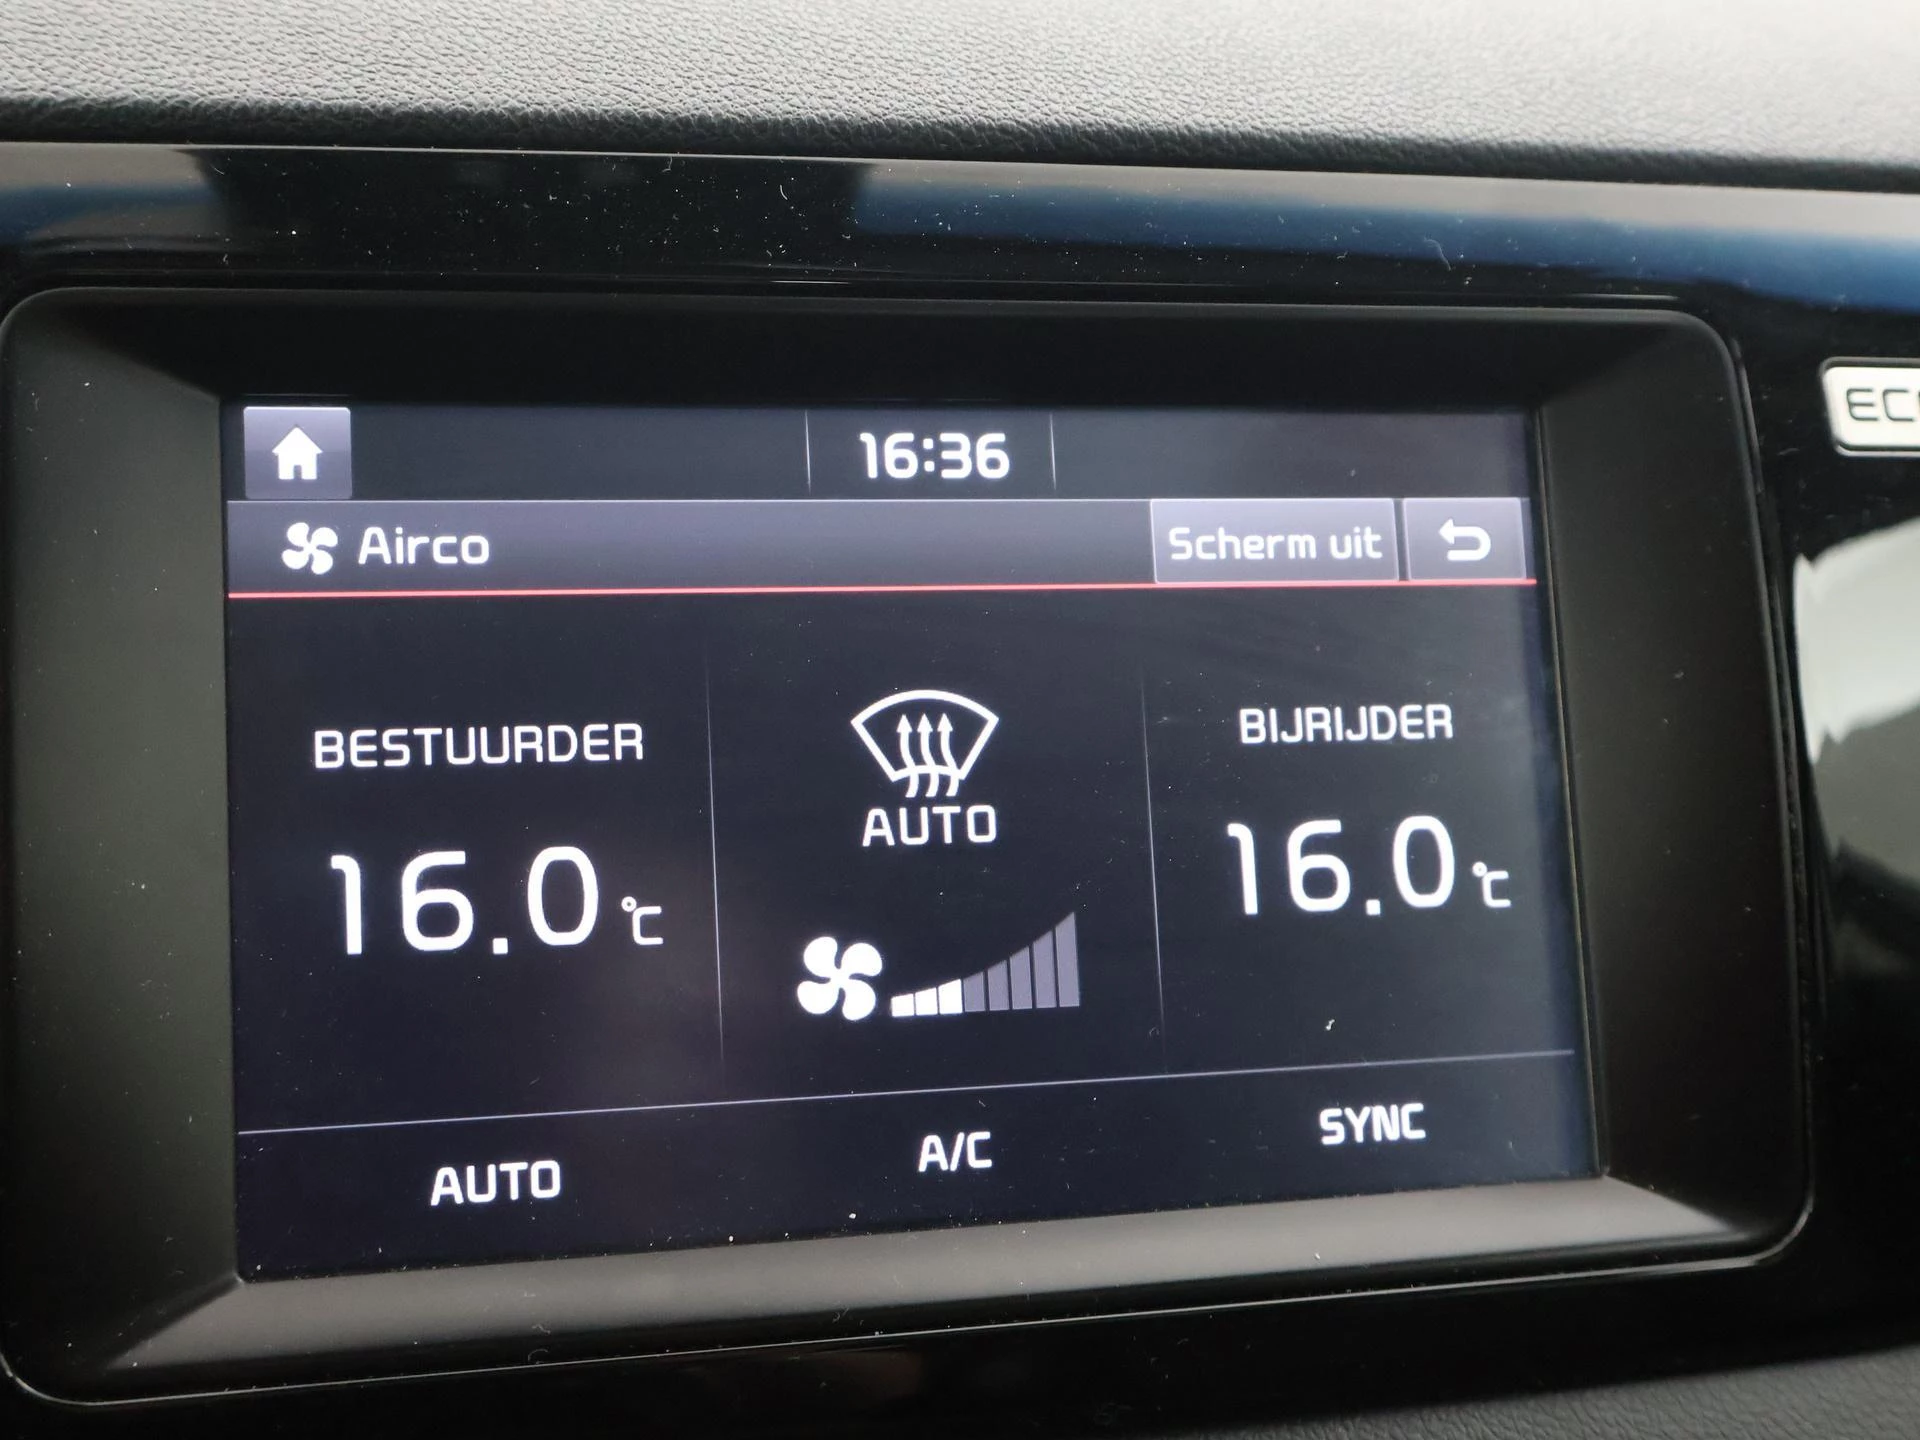 16:36
Airco
Scherm uit
BESTUURDER
16.0 °C
AUTO
BIJRIJDER
16.0 °C
AUTO
A/C
SYNC